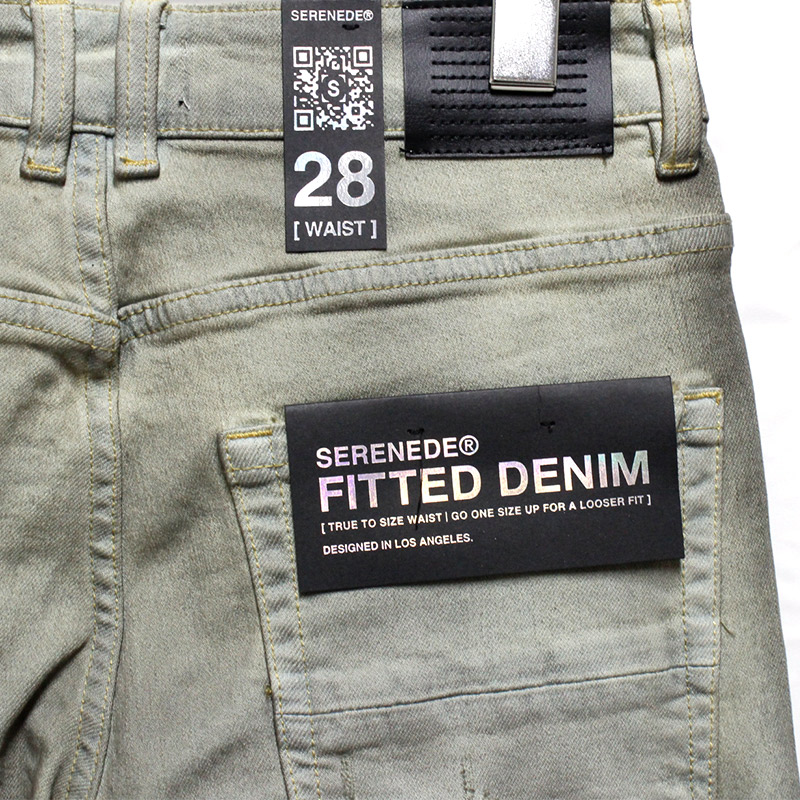 SERENEDE®
S
28
[ WAIST ]
SERENEDE®
FITTED DENIM
[ TRUE TO SIZE WAIST | GO ONE SIZE UP FOR A LOOSER FIT ]
DESIGNED IN LOS ANGELES.